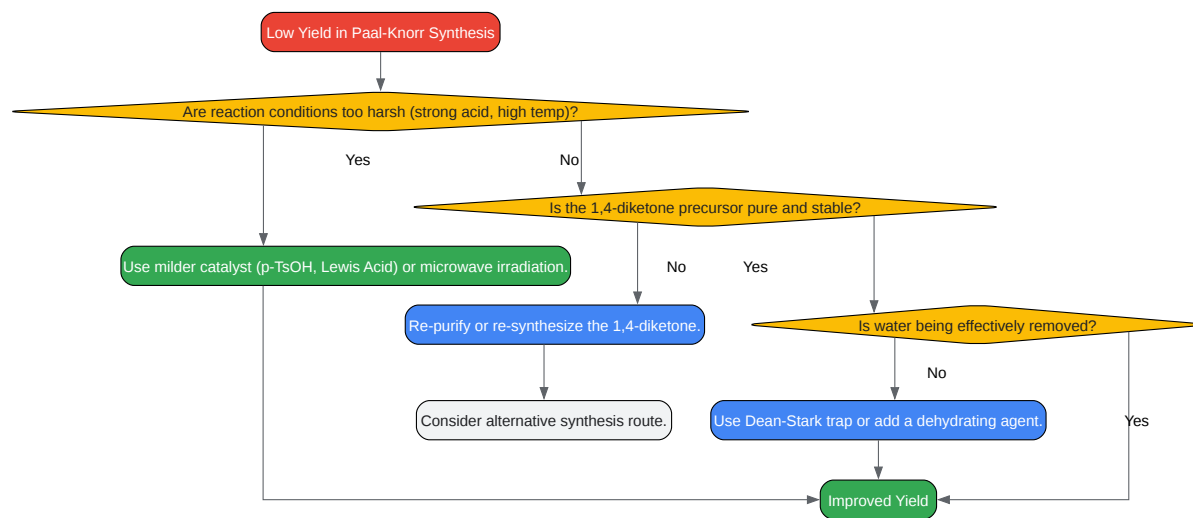 Low Yield in Paal-Knorr Synthesis
Are reaction conditions too harsh (strong acid, high temp)?
Yes
No
Is the 1,4-diketone precursor pure and stable?
Use milder catalyst (p-TsOH, Lewis Acid) or microwave irradiation.
No
Yes
Re-purify or re-synthesize the 1,4-diketone.
Is water being effectively removed?
No
Consider alternative synthesis route.
Use Dean-Stark trap or add a dehydrating agent.
Yes
Improved Yield